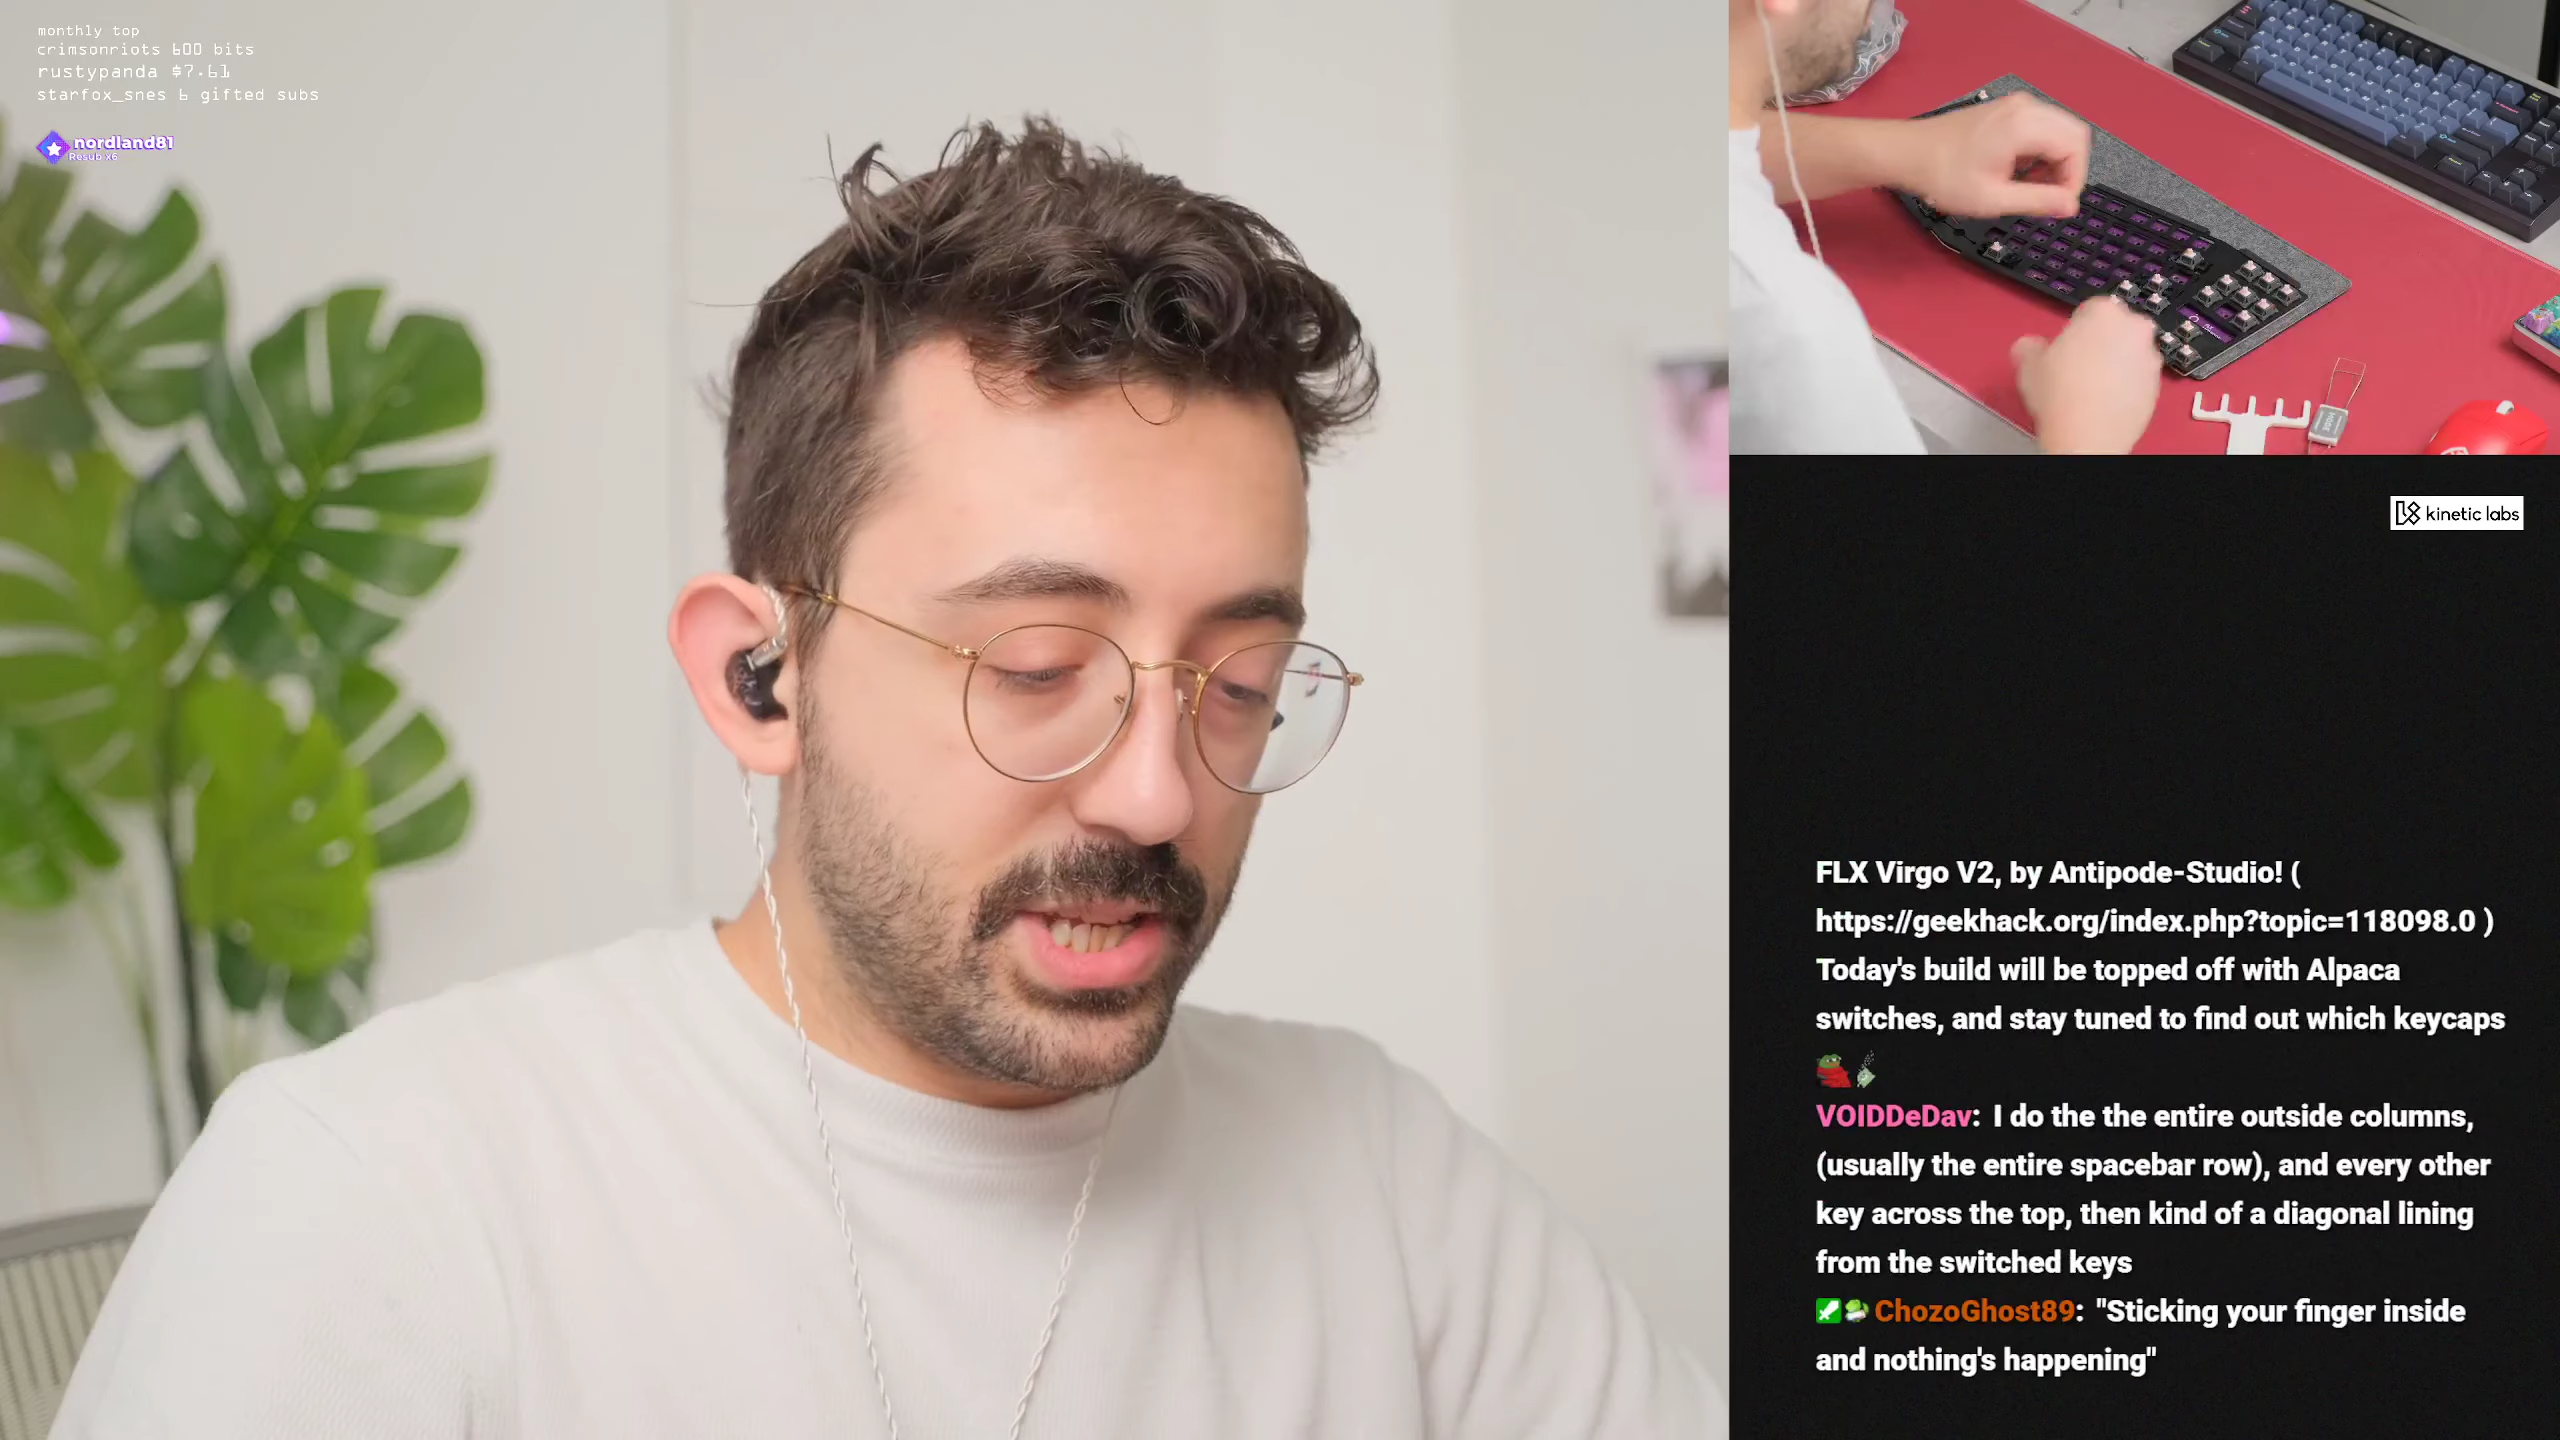 monthly top
crimsonriots 600 bits
rustypanda $7.61
starfox_snes 6 gifted subs
nordland81
Resub x6
kinetic labs
FLX Virgo V2, by Antipode-Studio! (
https://geekhack.org/index.php?topic=118098.0 )
Today's build will be topped off with Alpaca
switches, and stay tuned to find out which keycaps
VOIDDeDav: I do the the entire outside columns,
(usually the entire spacebar row), and every other
key across the top, then kind of a diagonal lining
from the switched keys
ChozoGhost89: "Sticking your finger inside
and nothing's happening"